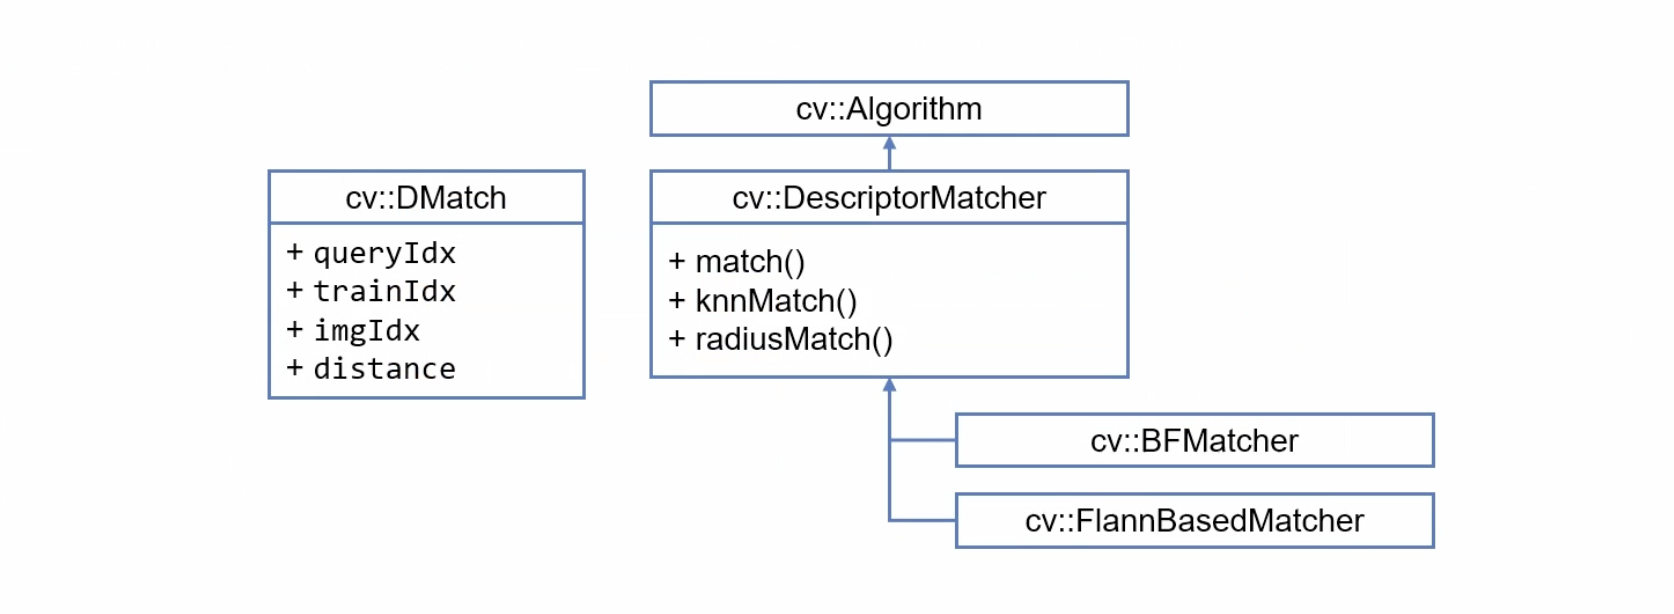 cv::Algorithm
cv::DMatch
+ queryIdx
+ trainIdx
+ imgIdx
+ distance
cv::DescriptorMatcher
+ match()
+ knnMatch()
+ radiusMatch()
cv::BFMatcher
cv::FlannBasedMatcher